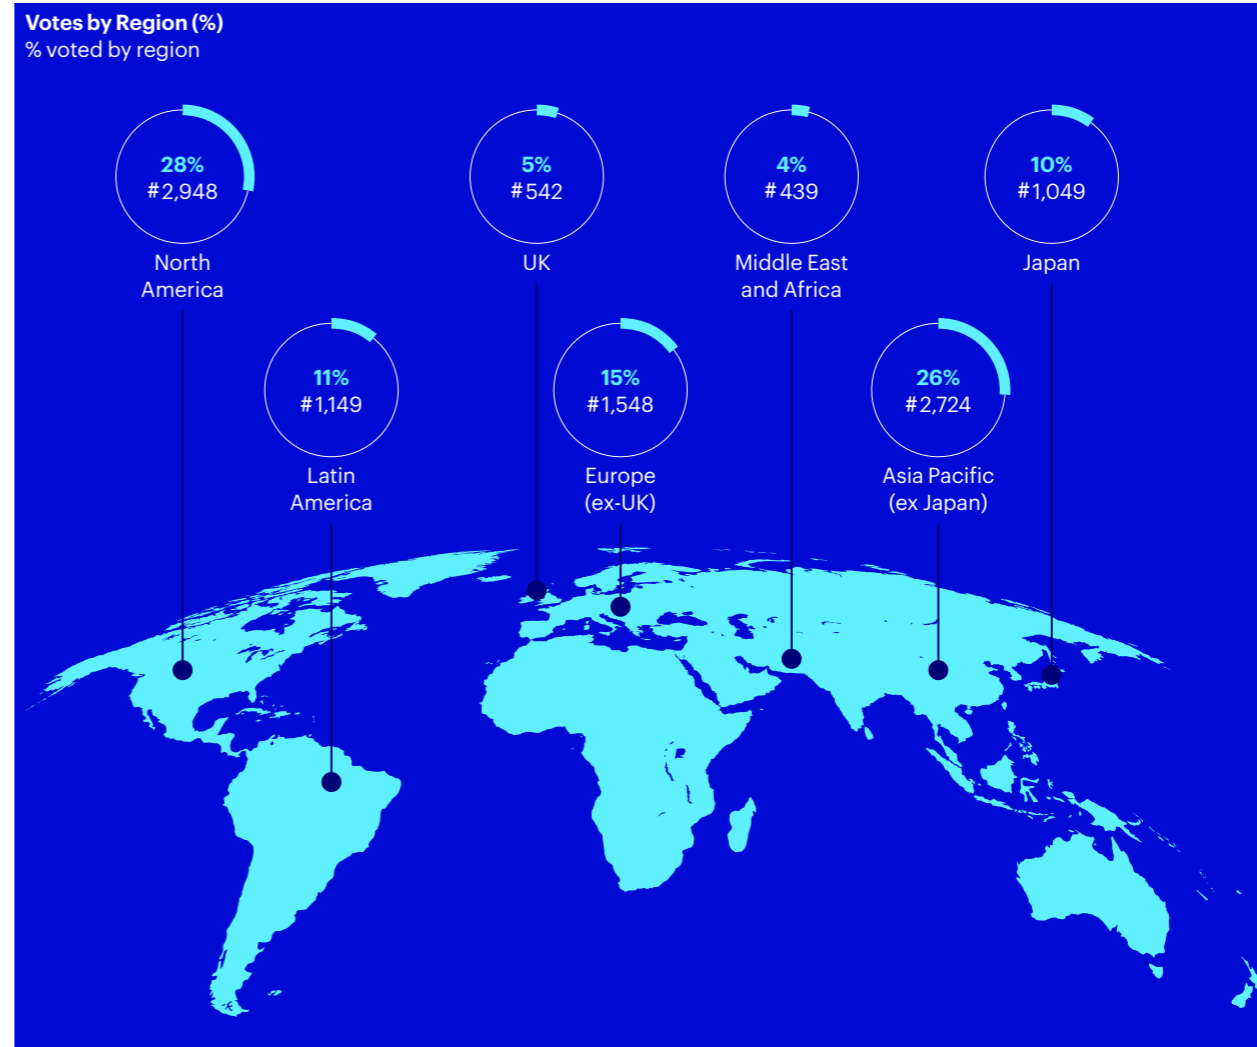 Votes by Region (%)
% voted by region
28%
#2,948
North
America
5%
#542
UK
4%
#439
Middle East
and Africa
10%
#1,049
Japan
11%
#1,149
Latin
America
15%
#1,548
Europe
(ex-UK)
26%
#2,724
Asia Pacific
(ex Japan)